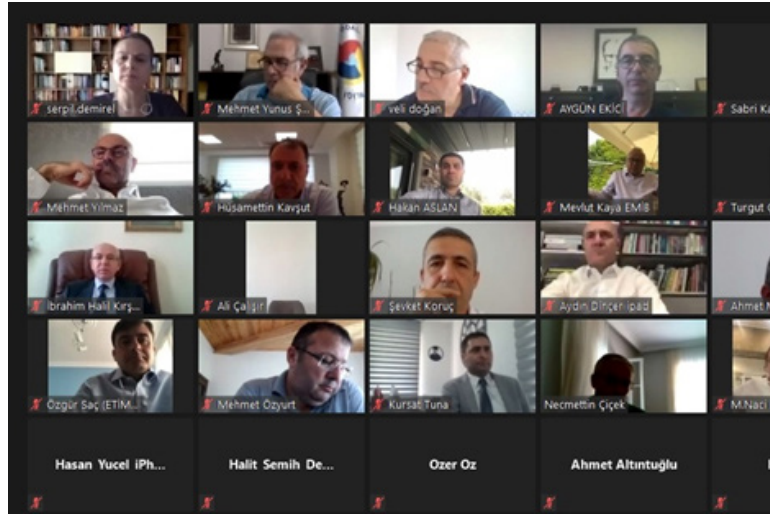 serpil.demirel
Mehmet Yunus Ş...
veli doğan
AYGÜN EKİCİ
Sabri Ka
Mehmet Yılmaz
Hüsamettin Kavşut
Hakan ASLAN
Mevlut Kaya EMİB
Turgut
İbrahim Halil Kırş...
Ali Çalışır
Şevket Koruç
Aydın Dinçer ipad
Ahmet M
Özgür Saç (ETİM...
Mehmet Özyurt
Kursat Tuna
Necmettin Çiçek
M.Naci
Hasan Yucel iPh...
Halit Semih De...
Ozer Oz
Ahmet Altıntuğlu